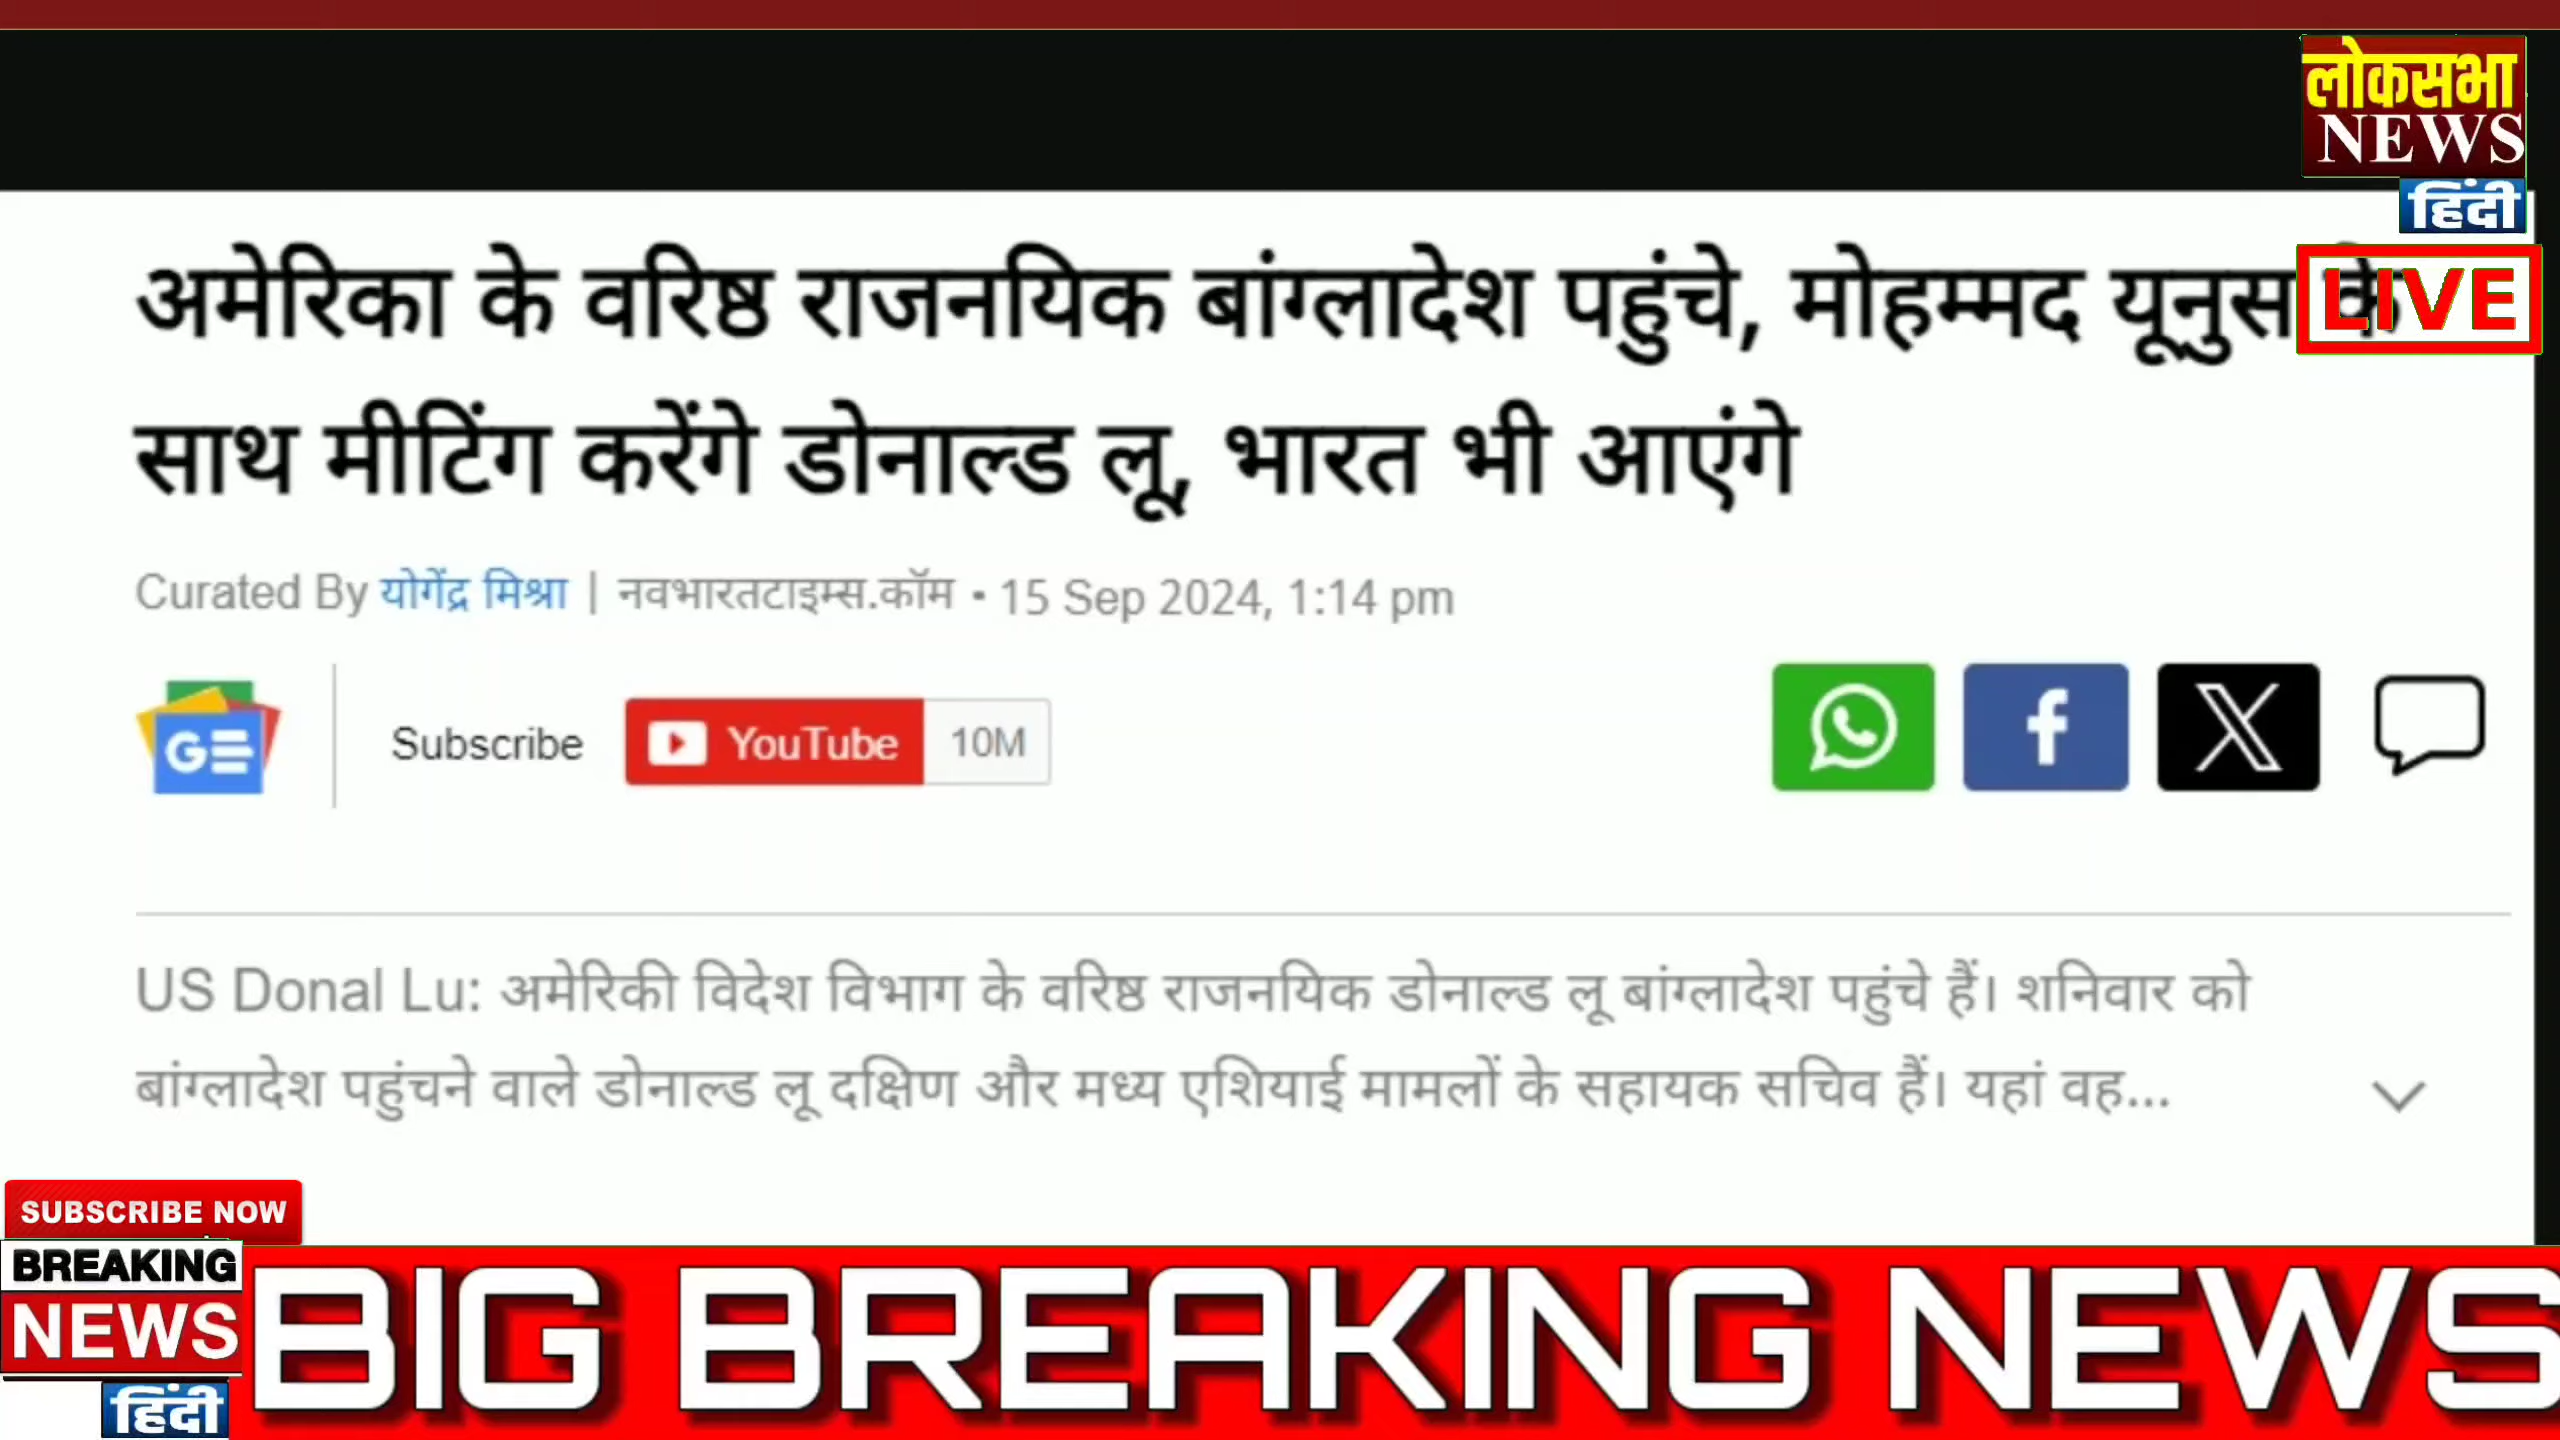 लोकसभा
NEWS
हिंदी
LIVE
अमेरिका के वरिष्ठ राजनयिक बांग्लादेश पहुंचे, मोहम्मद यूनुस के
साथ मीटिंग करेंगे डोनाल्ड लू, भारत भी आएंगे
Curated By योगेंद्र मिश्रा | नवभारतटाइम्स.कॉम • 15 Sep 2024, 1:14 pm
GE Subscribe YouTube 10M
US Donal Lu: अमेरिकी विदेश विभाग के वरिष्ठ राजनयिक डोनाल्ड लू बांग्लादेश पहुंचे हैं। शनिवार को
बांग्लादेश पहुंचने वाले डोनाल्ड लू दक्षिण और मध्य एशियाई मामलों के सहायक सचिव हैं। यहां वह...
SUBSCRIBE NOW
BREAKING
NEWS
हिंदी
BIG BREAKING NEWS